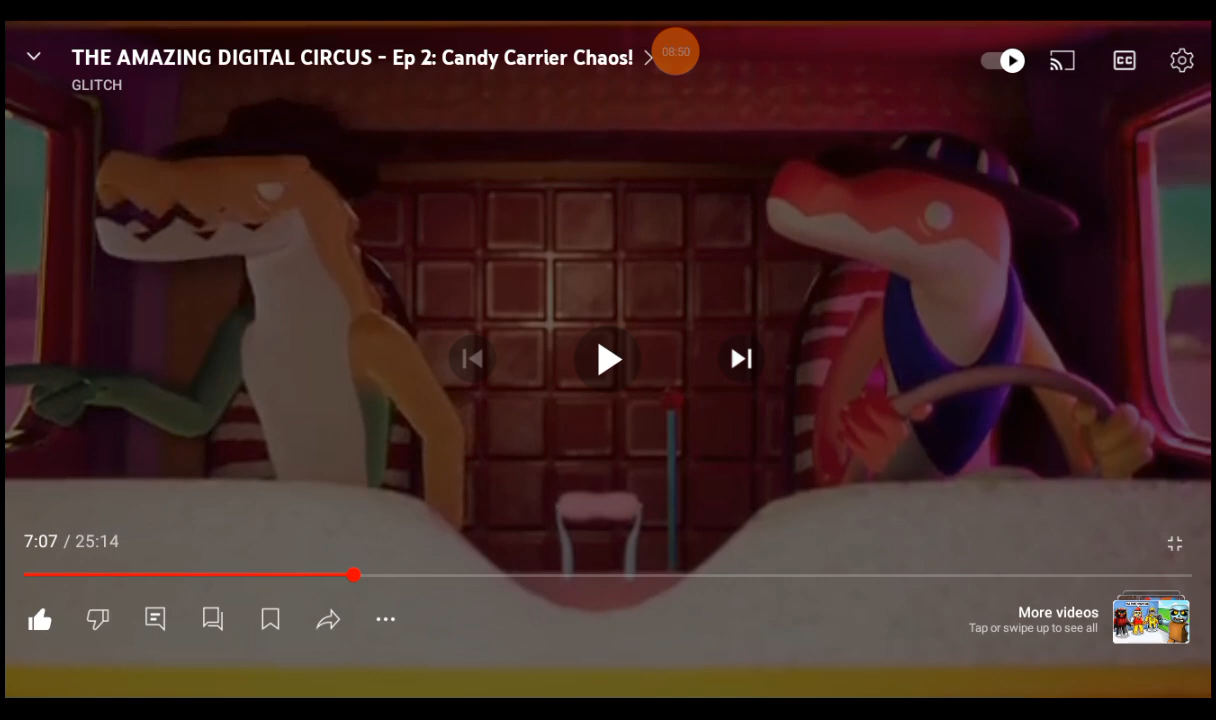 THE AMAZING DIGITAL CIRCUS - Ep 2: Candy Carrier Chaos!
08:50
GLITCH
CC
7:07 / 25:14
More videos
Tap or swipe up to see all